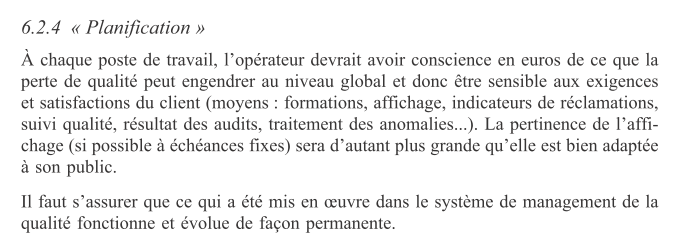 6.2.4 « Planification »
À chaque poste de travail, l’opérateur devrait avoir conscience en euros de ce que la
perte de qualité peut engendrer au niveau global et donc être sensible aux exigences
et satisfactions du client (moyens : formations, affichage, indicateurs de réclamations,
suivi qualité, résultat des audits, traitement des anomalies...). La pertinence de l’affi-
chage (si possible à échéances fixes) sera d’autant plus grande qu’elle est bien adaptée
à son public.
Il faut s’assurer que ce qui a été mis en œuvre dans le système de management de la
qualité fonctionne et évolue de façon permanente.